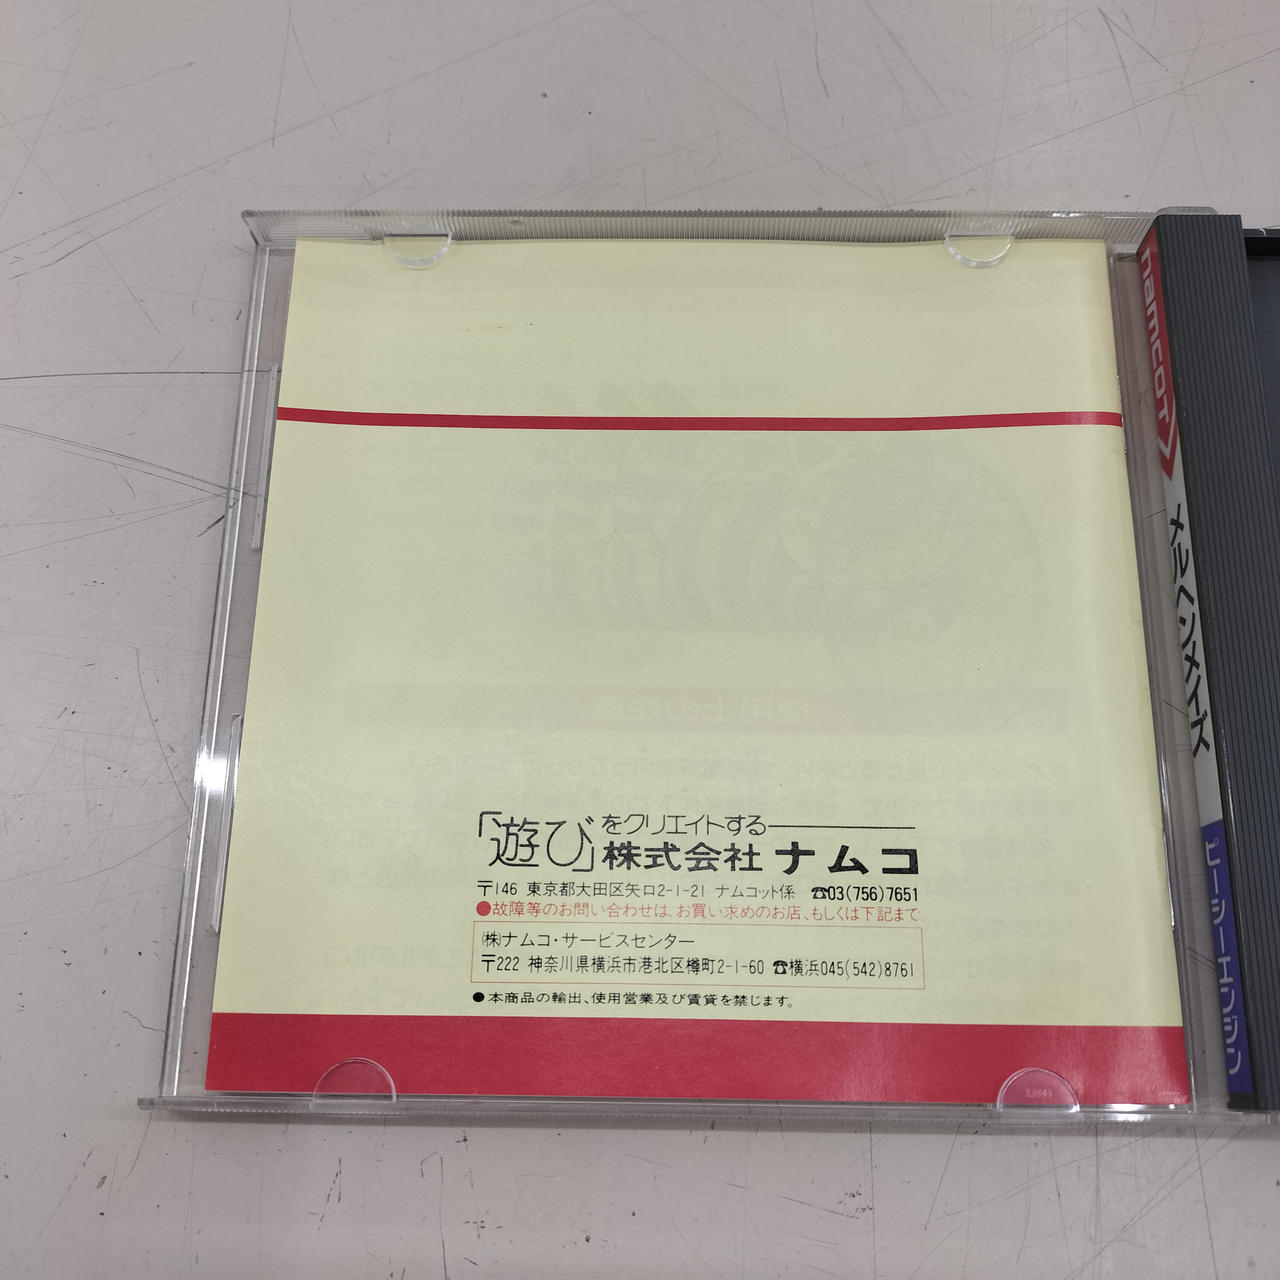 「遊び」をクリエイトする
株式会社 ナムコ
〒146 東京都大田区矢口2-1-21 ナムコット係 ☎03(756)7651
●故障等のお問い合わせは、お買い求めのお店、もしくは下記まで
㈱ナムコ・サービスセンター
〒222 神奈川県横浜市港北区樽町2-1-60 ☎横浜045(542)8761
●本商品の輸出、使用営業及び賃貸を禁じます。
namcot
メルヘンメイズ
ピーシーエンジン
使用上の注意